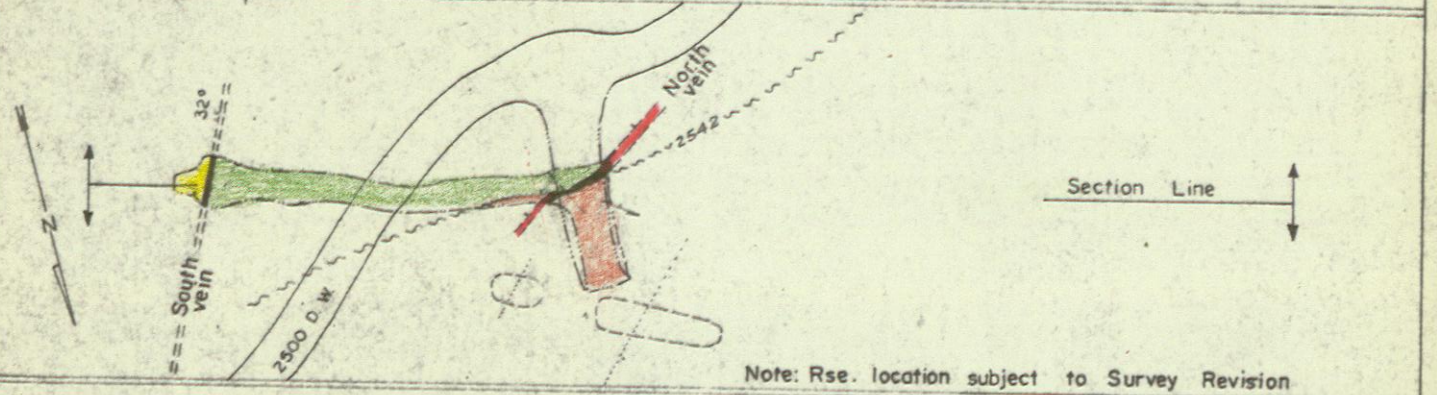 32°
North
vein
2542
N
Section Line
South
vein
2500 D. W.
Note: Rse. location subject to Survey Revision